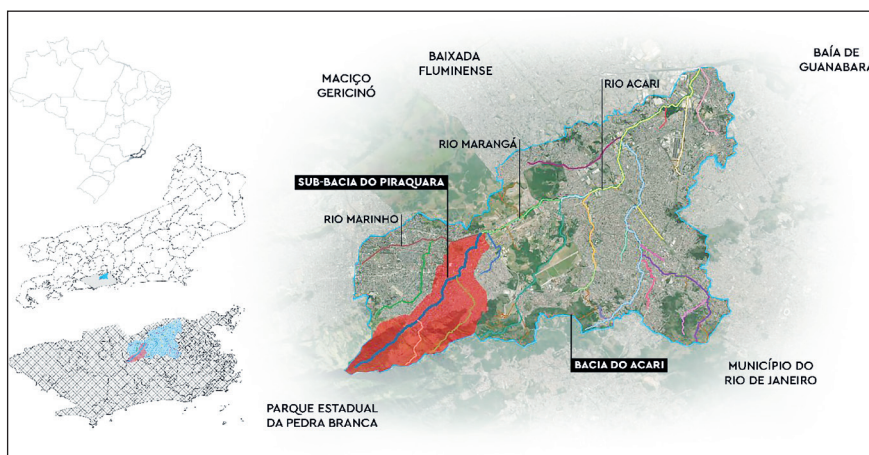 BAIXADA
FLUMINENSE
BAÍA DE
GUANABARA
MACIÇO
GERICINÓ
RIO ACARI
RIO MARANGÁ
SUB-BACIA DO PIRAQUARA
RIO MARINHO
BACIA DO ACARI
MUNICÍPIO DO
RIO DE JANEIRO
PARQUE ESTADUAL
DA PEDRA BRANCA